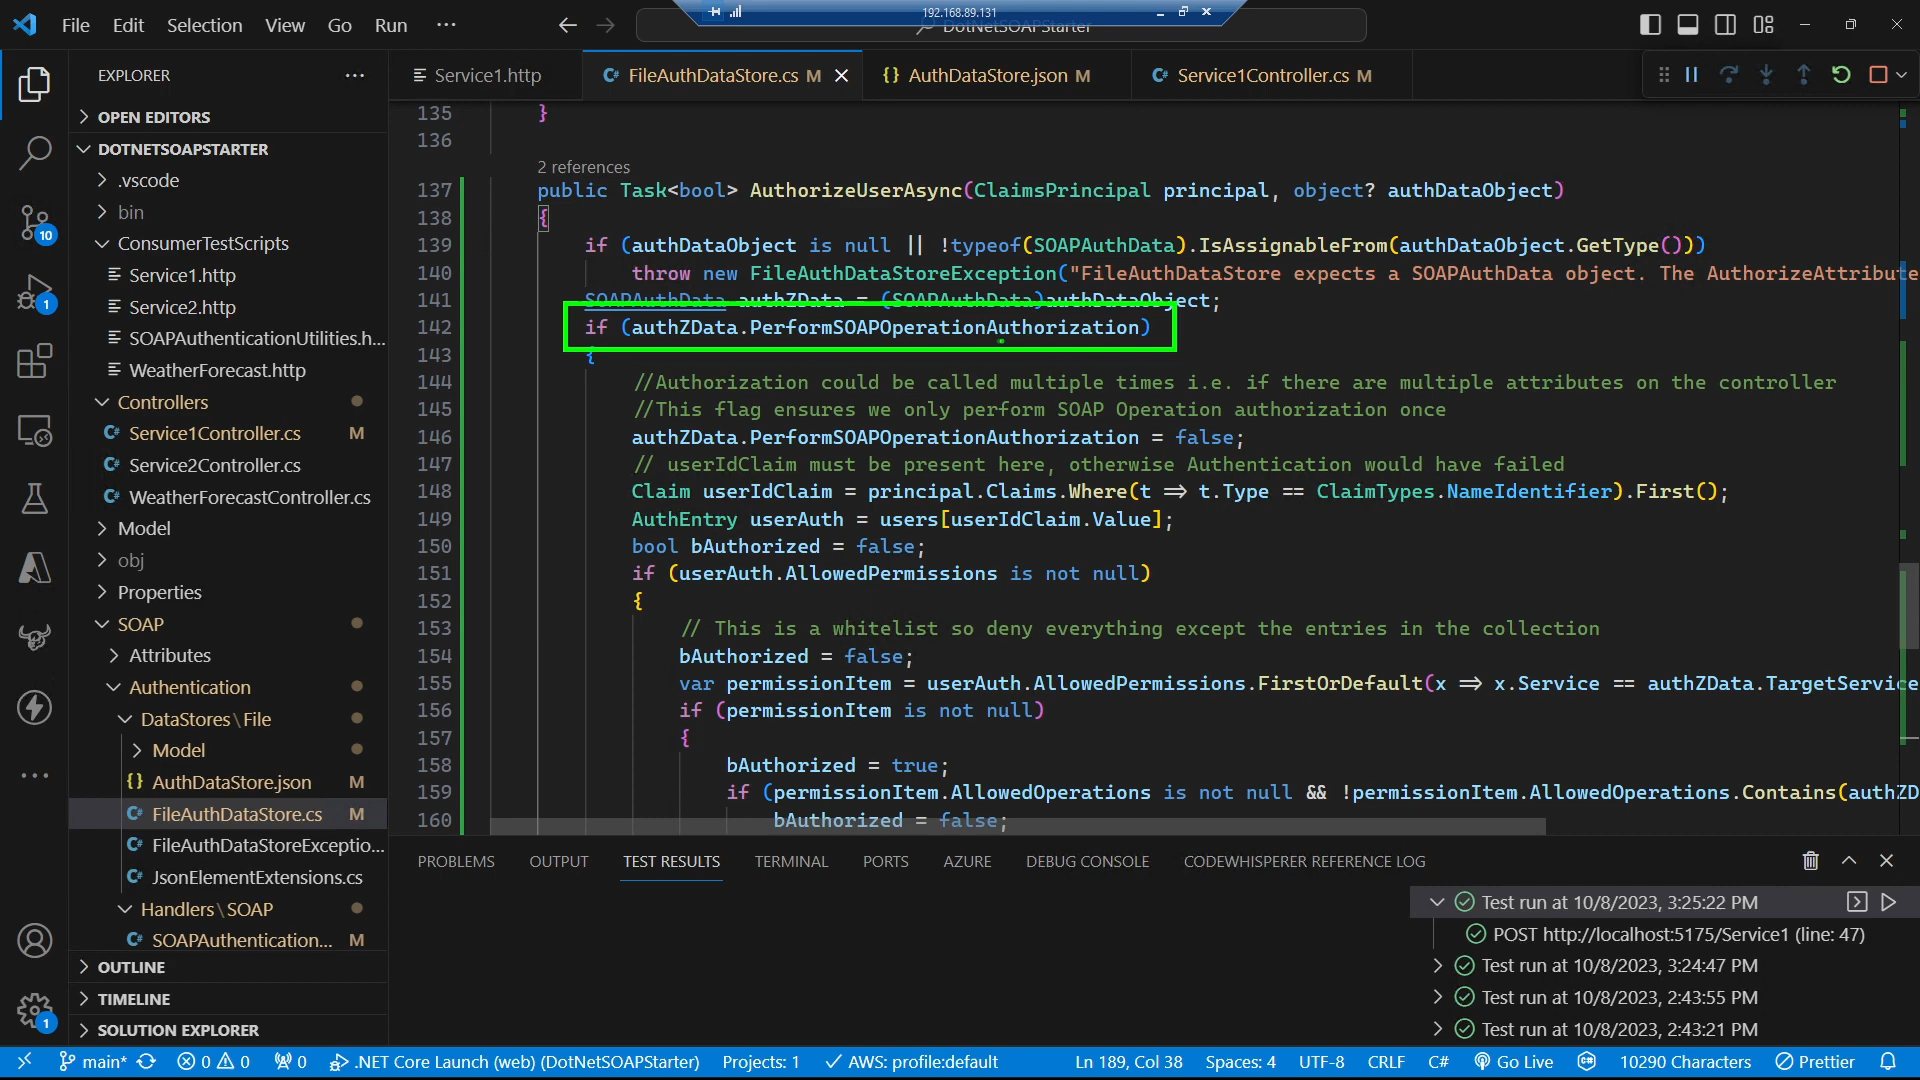 192.168.89.131
File Edit Selection View Go Run ···
DotNetSOAPStarter
EXPLORER ···
Service1.http
FileAuthDataStore.cs M
AuthDataStore.json M
Service1Controller.cs M
OPEN EDITORS
DOTNETSOAPSTARTER
.vscode
bin
ConsumerTestScripts
Service1.http
Service2.http
SOAPAuthenticationUtilities.h...
WeatherForecast.http
Controllers
Service1Controller.cs M
Service2Controller.cs
WeatherForecastController.cs
Model
obj
Properties
SOAP
Attributes
Authentication
DataStores\File
Model
AuthDataStore.json M
FileAuthDataStore.cs M
FileAuthDataStoreExceptio...
JsonElementExtensions.cs
Handlers\SOAP
SOAPAuthentication... M
OUTLINE
TIMELINE
SOLUTION EXPLORER
10
1
1
135 }
136
2 references
137 public Task<bool> AuthorizeUserAsync(ClaimsPrincipal principal, object? authDataObject)
138 {
139 if (authDataObject is null || !typeof(SOAPAuthData).IsAssignableFrom(authDataObject.GetType()))
140 throw new FileAuthDataStoreException("FileAuthDataStore expects a SOAPAuthData object. The AuthorizeAttribute
141 SOAPAuthData authZData = (SOAPAuthData)authDataObject;
142 if (authZData.PerformSOAPOperationAuthorization)
143 {
144 //Authorization could be called multiple times i.e. if there are multiple attributes on the controller
145 //This flag ensures we only perform SOAP Operation authorization once
146 authZData.PerformSOAPOperationAuthorization = false;
147 // userIdClaim must be present here, otherwise Authentication would have failed
148 Claim userIdClaim = principal.Claims.Where(t => t.Type == ClaimTypes.NameIdentifier).First();
149 AuthEntry userAuth = users[userIdClaim.Value];
150 bool bAuthorized = false;
151 if (userAuth.AllowedPermissions is not null)
152 {
153 // This is a whitelist so deny everything except the entries in the collection
154 bAuthorized = false;
155 var permissionItem = userAuth.AllowedPermissions.FirstOrDefault(x => x.Service == authZData.TargetService
156 if (permissionItem is not null)
157 {
158 bAuthorized = true;
159 if (permissionItem.AllowedOperations is not null && !permissionItem.AllowedOperations.Contains(authZD
160 bAuthorized = false;
PROBLEMS OUTPUT TEST RESULTS TERMINAL PORTS AZURE DEBUG CONSOLE CODEWHISPERER REFERENCE LOG
Test run at 10/8/2023, 3:25:22 PM
POST http://localhost:5175/Service1 (line: 47)
Test run at 10/8/2023, 3:24:47 PM
Test run at 10/8/2023, 2:43:55 PM
Test run at 10/8/2023, 2:43:21 PM
main* 0 0 0 .NET Core Launch (web) (DotNetSOAPStarter) Projects: 1 AWS: profile:default Ln 189, Col 38 Spaces: 4 UTF-8 CRLF C# Go Live 10290 Characters Prettier